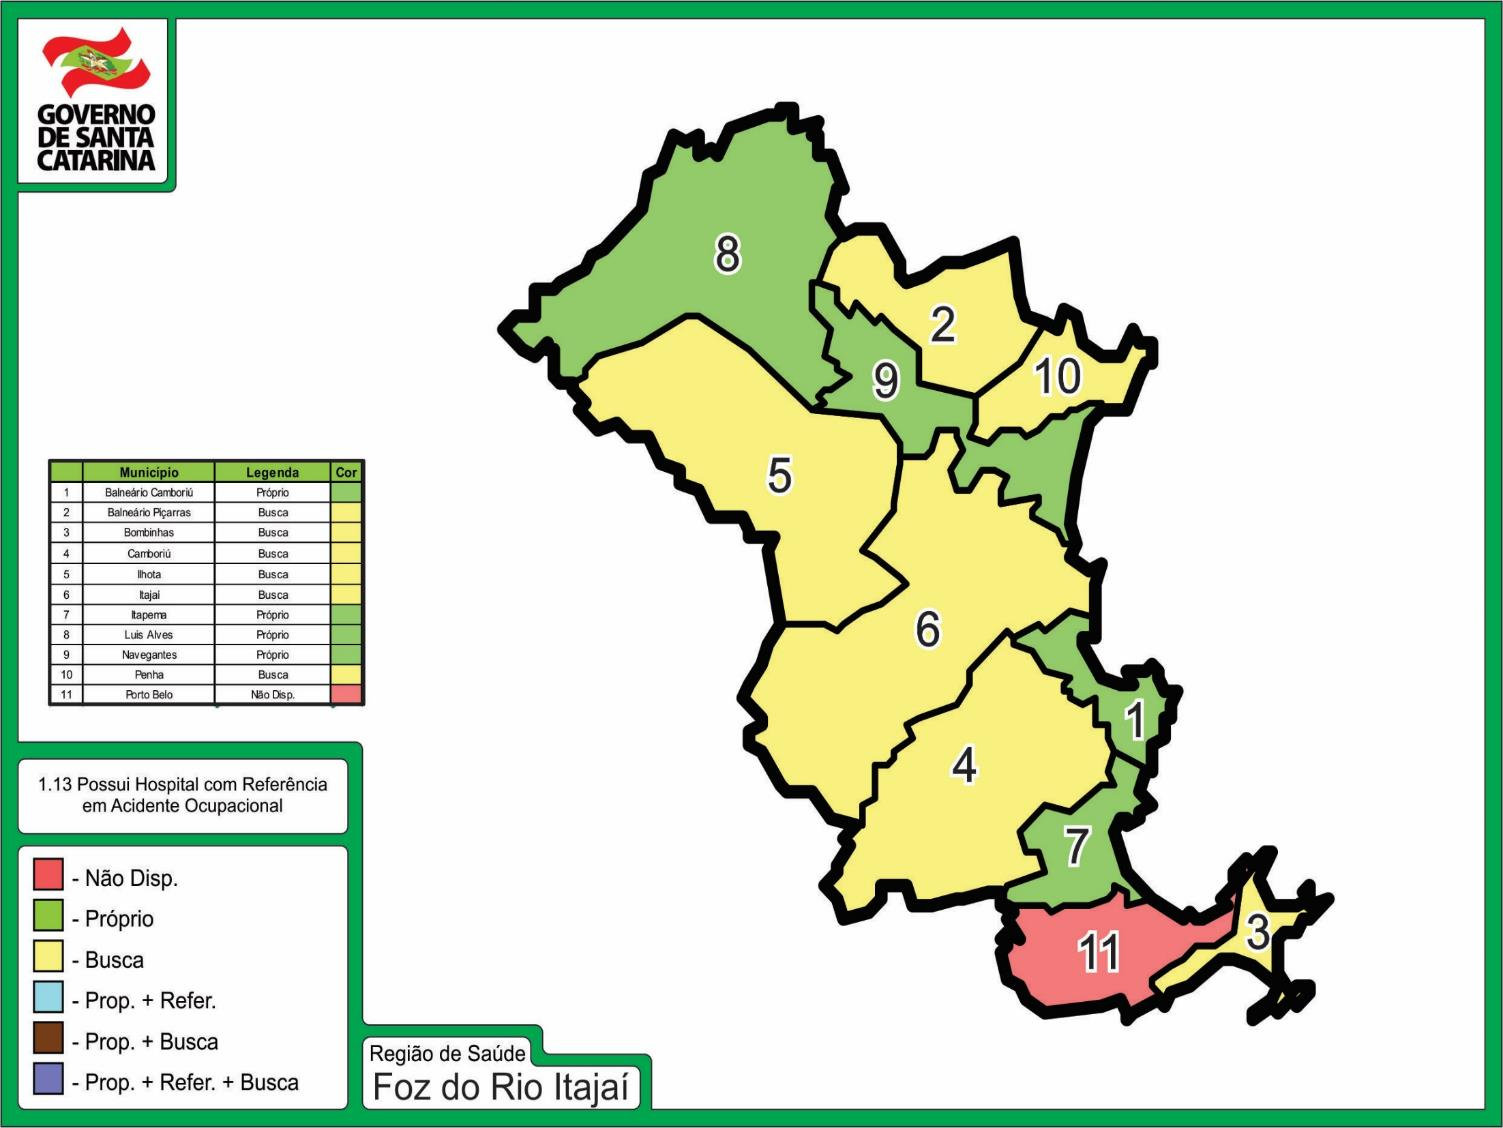 GOVERNO
DE SANTA
CATARINA
Município Legenda Cor
1 Balneário Camboriú Próprio
2 Balneário Piçarras Busca
3 Bombinhas Busca
4 Camboriú Busca
5 Ilhota Busca
6 Itajaí Busca
7 Itapema Próprio
8 Luis Alves Próprio
9 Navegantes Próprio
10 Penha Busca
11 Porto Belo Não Disp.
8
2
10
9
5
6
1
4
7
3
11
1.13 Possui Hospital com Referência
em Acidente Ocupacional
- Não Disp.
- Próprio
- Busca
- Prop. + Refer.
- Prop. + Busca
- Prop. + Refer. + Busca
Região de Saúde
Foz do Rio Itajaí